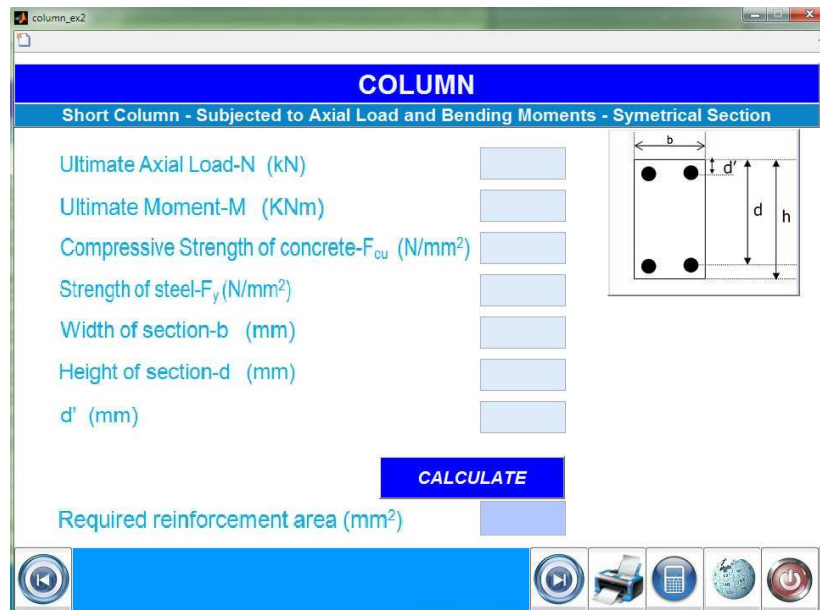 column_ex2
COLUMN
Short Column - Subjected to Axial Load and Bending Moments - Symetrical Section
Ultimate Axial Load-N (kN)
Ultimate Moment-M (KNm)
Compressive Strength of concrete-Fcu (N/mm²)
Strength of steel-Fy(N/mm²)
Width of section-b (mm)
Height of section-d (mm)
d' (mm)
b
d'
d
h
CALCULATE
Required reinforcement area (mm²)